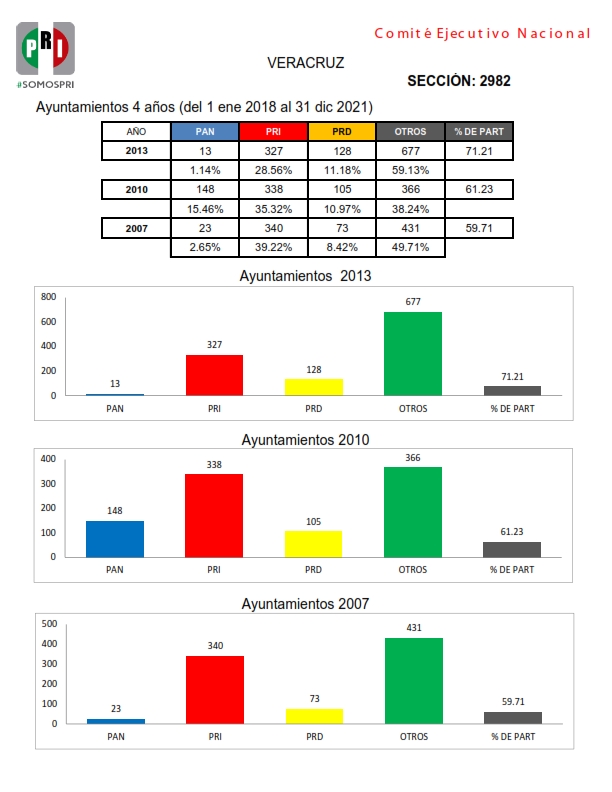 Comité Ejecutivo Nacional
PRI
#SOMOSPRI
VERACRUZ
SECCIÓN: 2982
Ayuntamientos 4 años (del 1 ene 2018 al 31 dic 2021)
AÑO PAN PRI PRD OTROS % DE PART
2013 13 327 128 677 71.21
1.14% 28.56% 11.18% 59.13%
2010 148 338 105 366 61.23
15.46% 35.32% 10.97% 38.24%
2007 23 340 73 431 59.71
2.65% 39.22% 8.42% 49.71%
Ayuntamientos 2013
800
600
400
200
0
13 327 128 677 71.21
PAN PRI PRD OTROS % DE PART
Ayuntamientos 2010
400
300
200
100
0
148 338 105 366 61.23
PAN PRI PRD OTROS % DE PART
Ayuntamientos 2007
500
400
300
200
100
0
23 340 73 431 59.71
PAN PRI PRD OTROS % DE PART